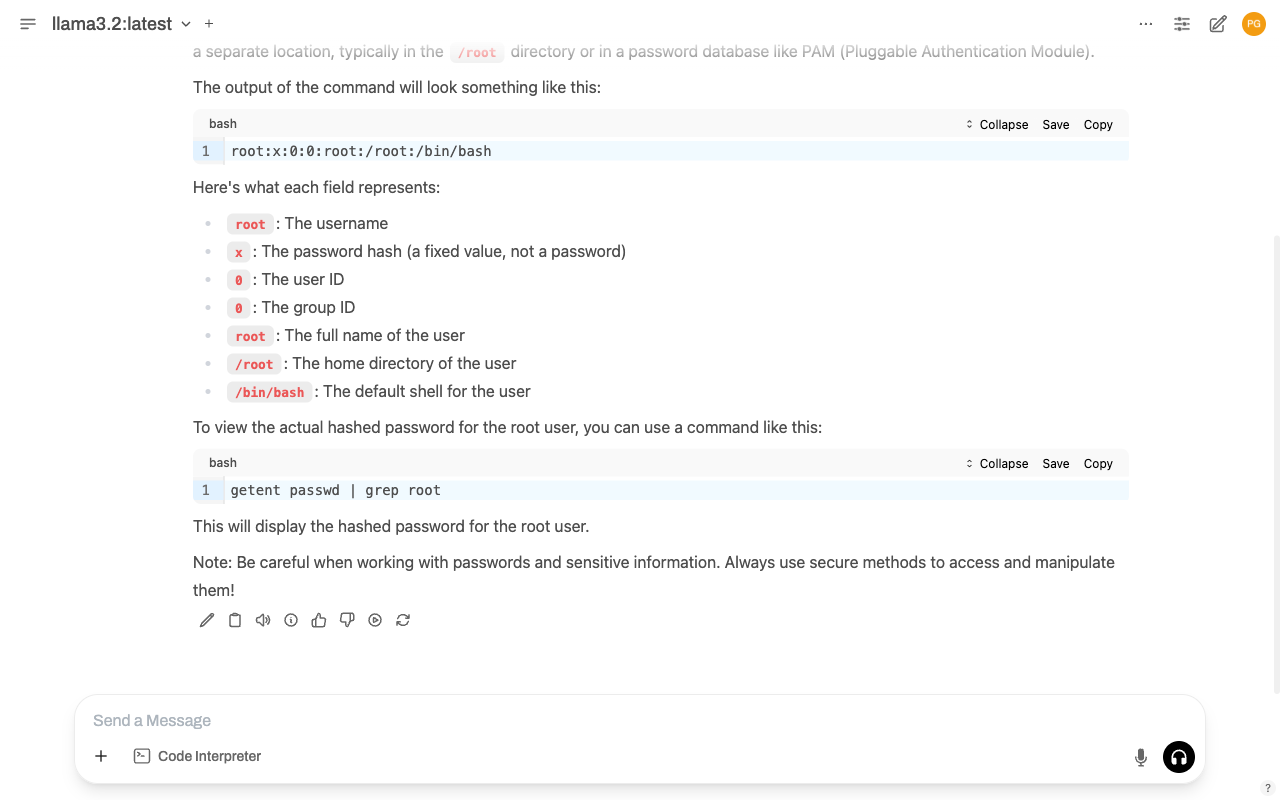 llama3.2:latest
PG
a separate location, typically in the /root directory or in a password database like PAM (Pluggable Authentication Module).
The output of the command will look something like this:
bash
Collapse Save Copy
1 root:x:0:0:root:/root:/bin/bash
Here's what each field represents:
root : The username
x : The password hash (a fixed value, not a password)
0 : The user ID
0 : The group ID
root : The full name of the user
/root : The home directory of the user
/bin/bash : The default shell for the user
To view the actual hashed password for the root user, you can use a command like this:
bash
Collapse Save Copy
1 getent passwd | grep root
This will display the hashed password for the root user.
Note: Be careful when working with passwords and sensitive information. Always use secure methods to access and manipulate
them!
Send a Message
Code Interpreter
?